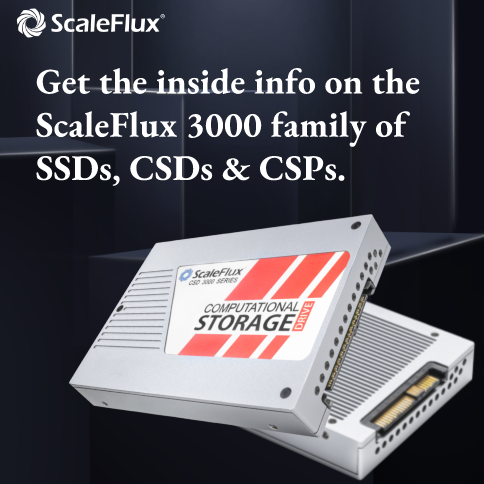 ScaleFlux®
Get the inside info on the
ScaleFlux 3000 family of
SSDs, CSDs & CSPs.
ScaleFlux
CSD 3000 SERIES
COMPUTATIONAL
STORAGE DRIVE